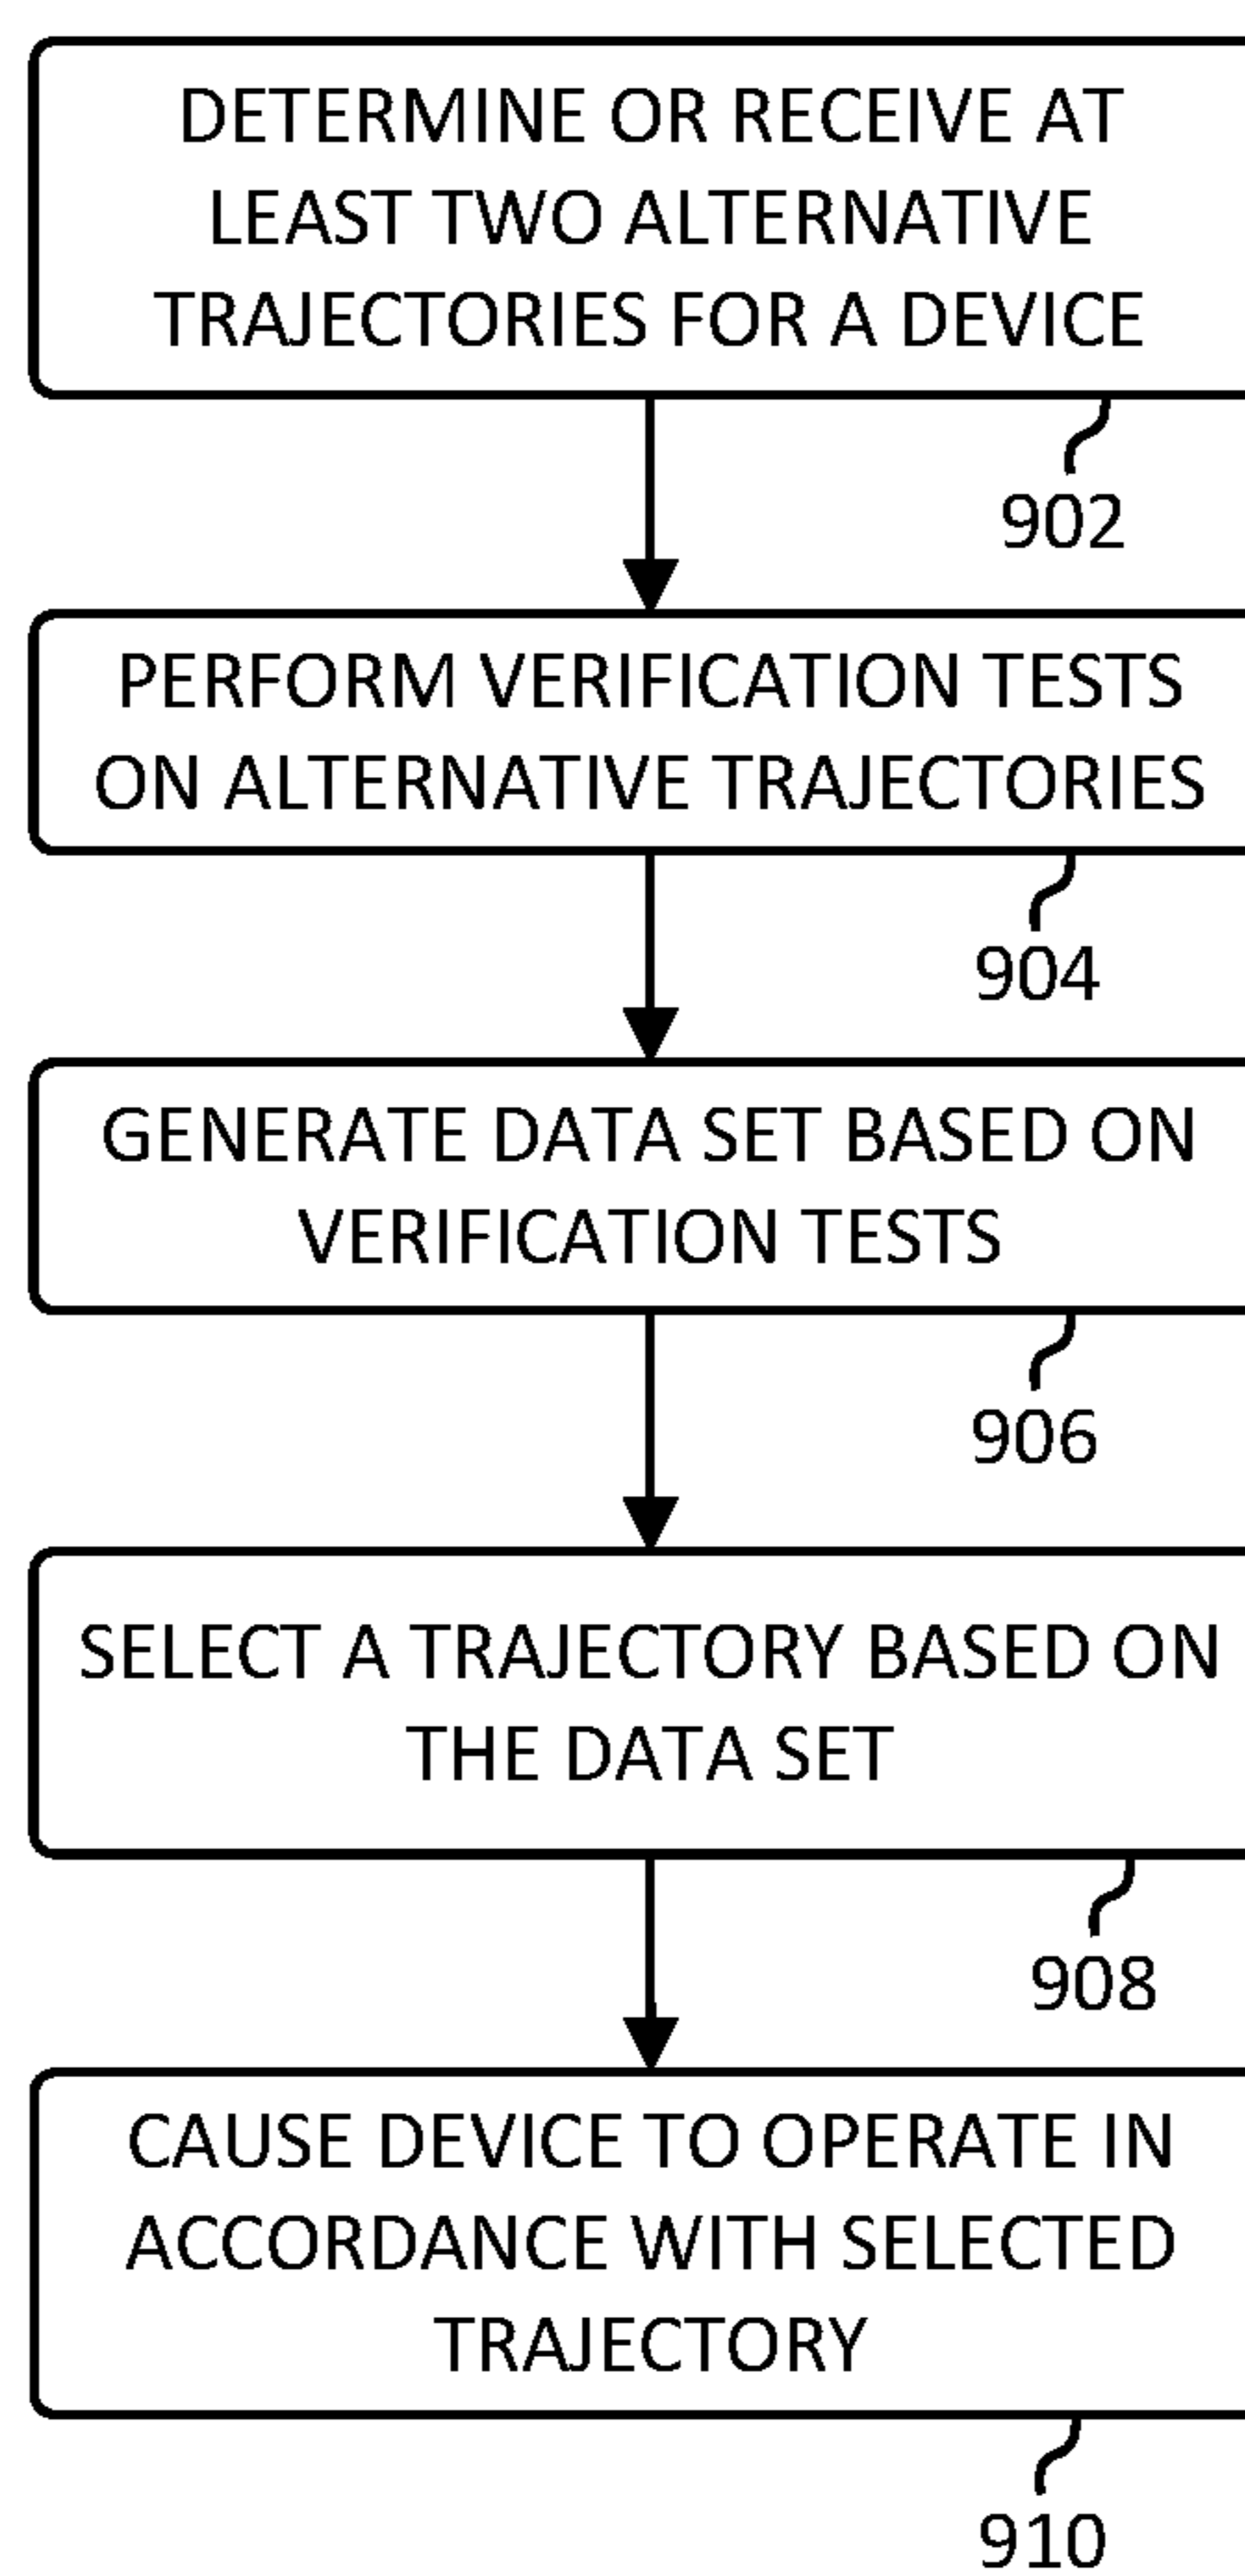 DETERMINE OR RECEIVE AT
LEAST TWO ALTERNATIVE
TRAJECTORIES FOR A DEVICE
902
PERFORM VERIFICATION TESTS
ON ALTERNATIVE TRAJECTORIES
904
GENERATE DATA SET BASED ON
VERIFICATION TESTS
906
SELECT A TRAJECTORY BASED ON
THE DATA SET
908
CAUSE DEVICE TO OPERATE IN
ACCORDANCE WITH SELECTED
TRAJECTORY
910